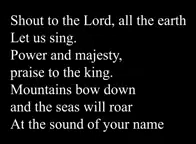 Shout to the Lord, all the earth
Let us sing.
Power and majesty,
praise to the king.
Mountains bow down
and the seas will roar
At the sound of your name